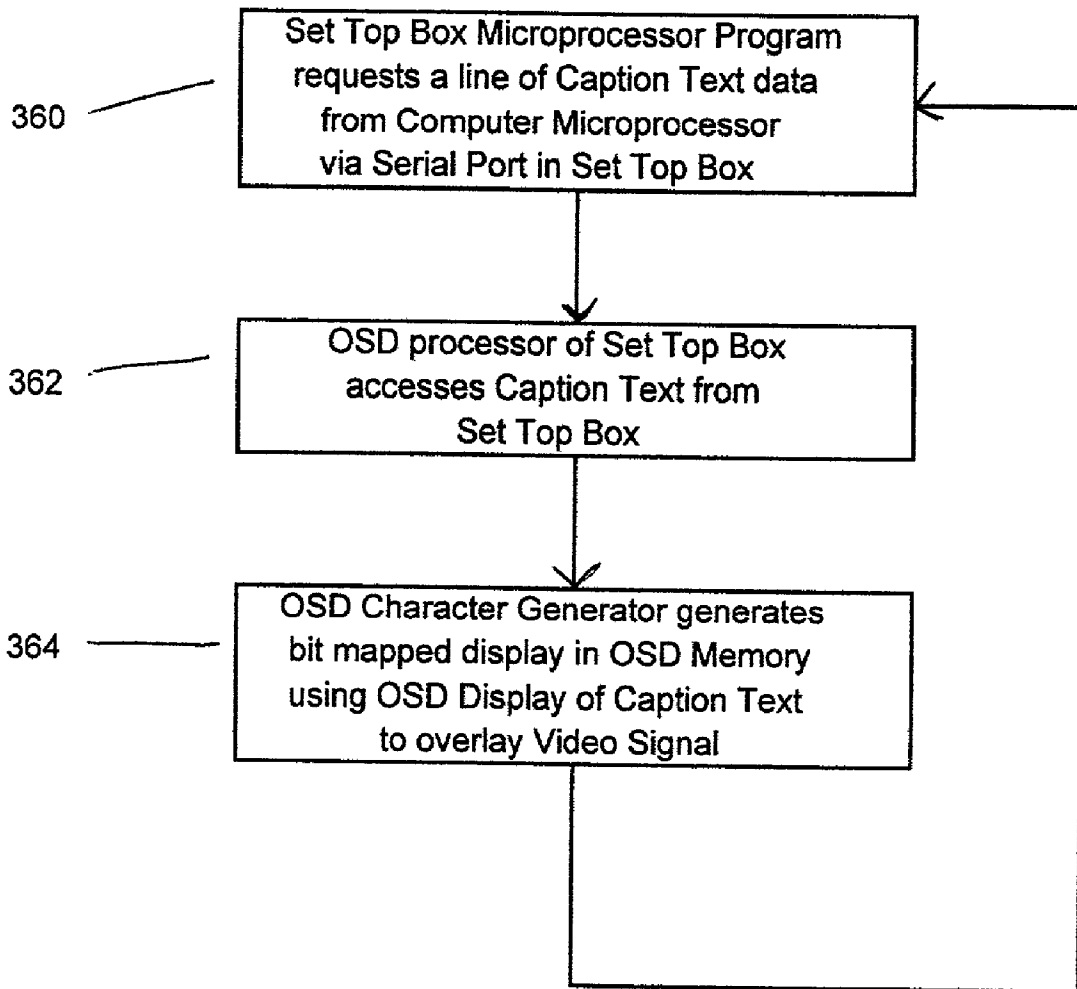 360
Set Top Box Microprocessor Program
requests a line of Caption Text data
from Computer Microprocessor
via Serial Port in Set Top Box
362
OSD processor of Set Top Box
accesses Caption Text from
Set Top Box
364
OSD Character Generator generates
bit mapped display in OSD Memory
using OSD Display of Caption Text
to overlay Video Signal